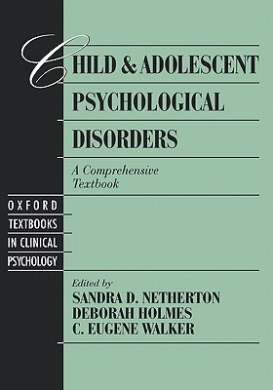 CHILD & ADOLESCENT
PSYCHOLOGICAL
DISORDERS
A Comprehensive
Textbook
OXFORD
TEXTBOOKS
IN CLINICAL
PSYCHOLOGY
Edited by
SANDRA D. NETHERTON
DEBORAH HOLMES
C. EUGENE WALKER